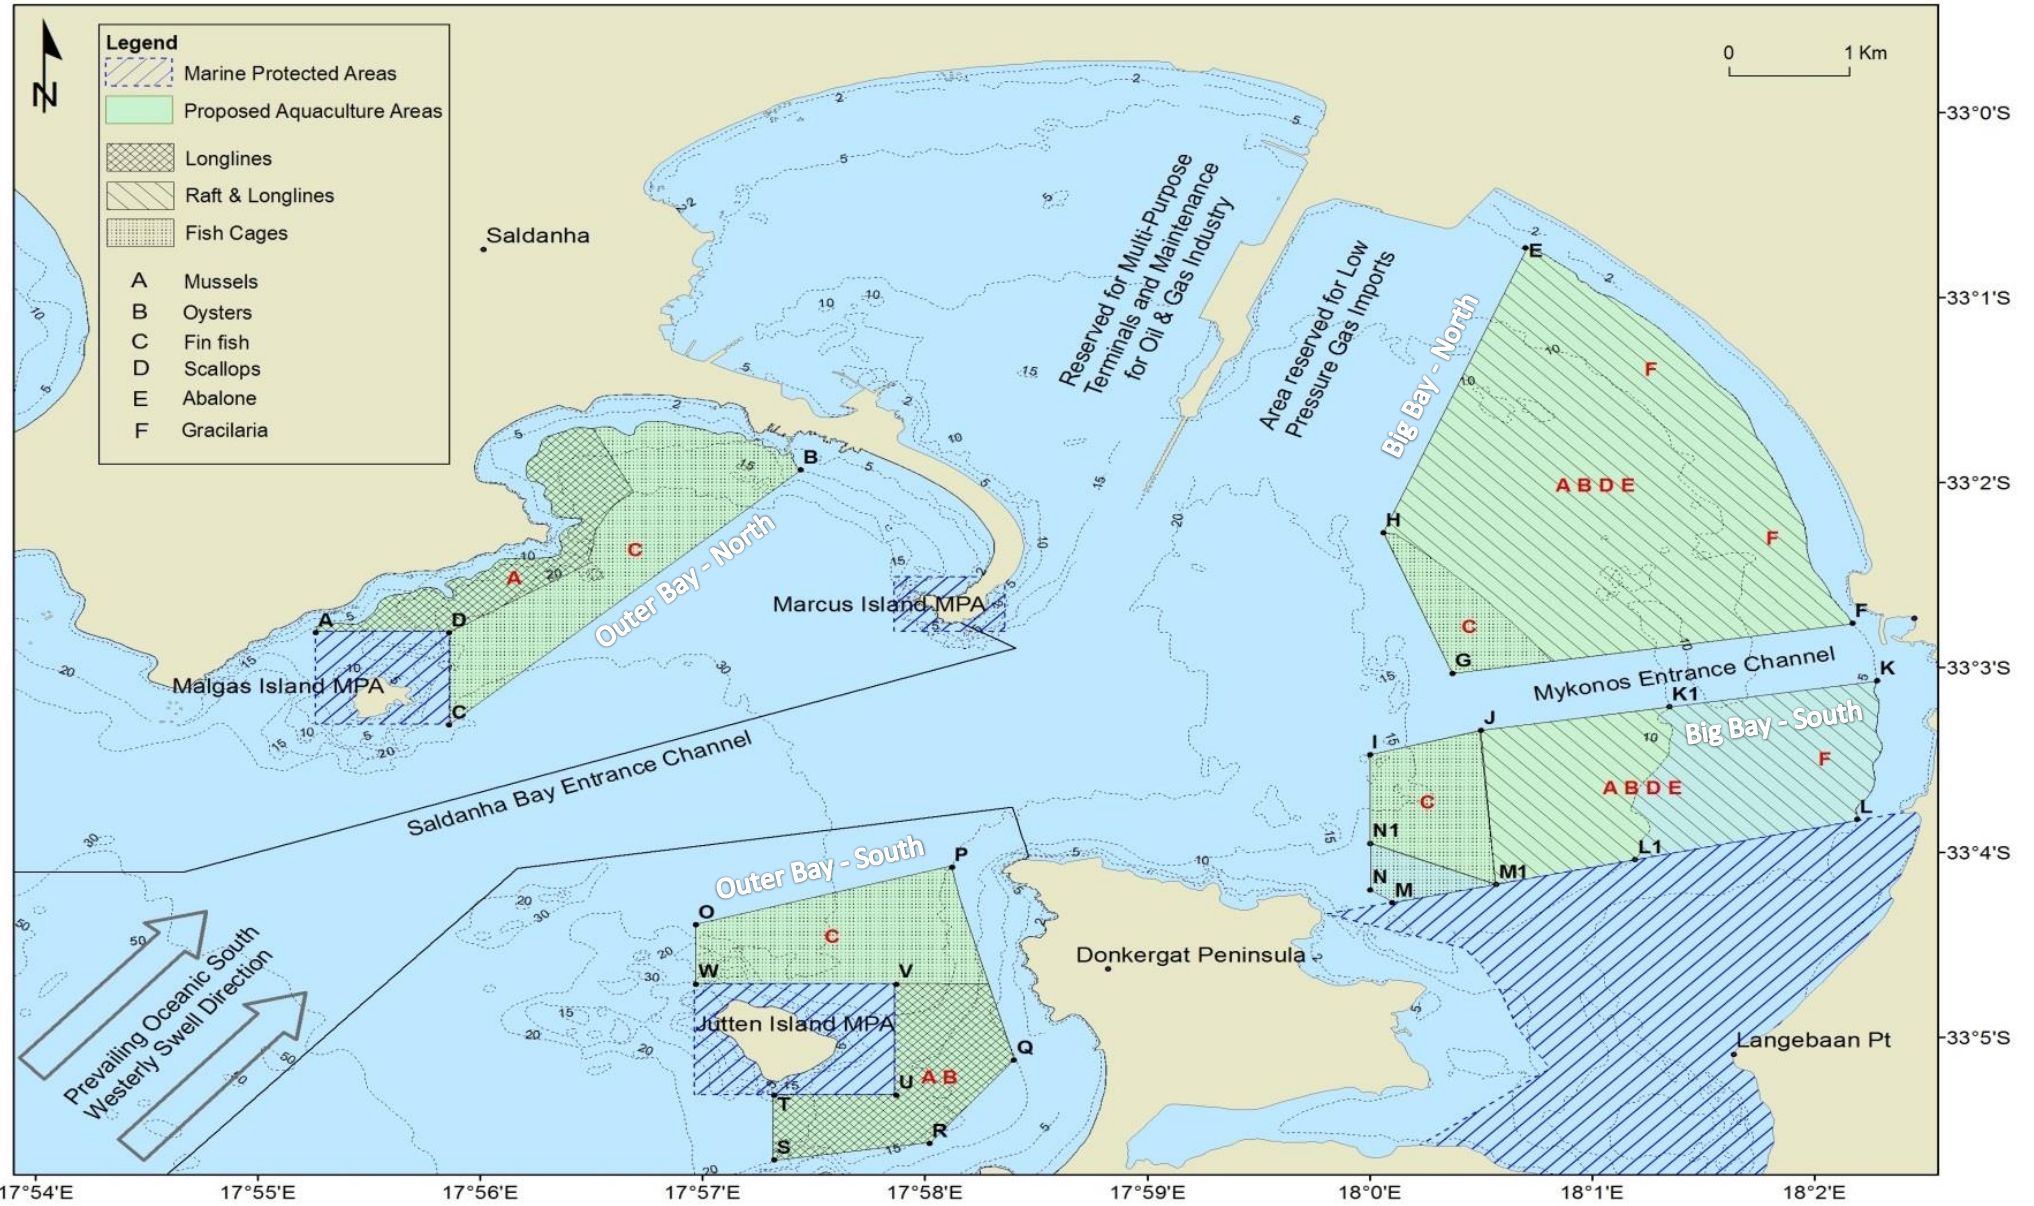 N
Legend
Marine Protected Areas
Proposed Aquaculture Areas
Longlines
Raft & Longlines
Fish Cages
A Mussels
B Oysters
C Fin fish
D Scallops
E Abalone
F Gracilaria
0 1 Km
33°0'S
33°1'S
33°2'S
33°3'S
33°4'S
33°5'S
Saldanha
Reserved for Multi-Purpose
Terminals and Maintenance
for Oil & Gas Industry
Area reserved for Low
Pressure Gas Imports
Big Bay - North
E
F
A B D E
F
H
C
G
F
Mykonos Entrance Channel
K
K1
Big Bay - South
J
I
F
C
A B D E
L
N1
L1
M1
N
M
B
C
A
Outer Bay - North
A
D
Malgas Island MPA
C
Marcus Island MPA
Saldanha Bay Entrance Channel
Outer Bay - South
P
O
C
W
V
Jutten Island MPA
Q
A B
U
T
R
S
Donkergat Peninsula
Langebaan Pt
Prevailing Oceanic South
Westerly Swell Direction
17°54'E
17°55'E
17°56'E
17°57'E
17°58'E
17°59'E
18°0'E
18°1'E
18°2'E